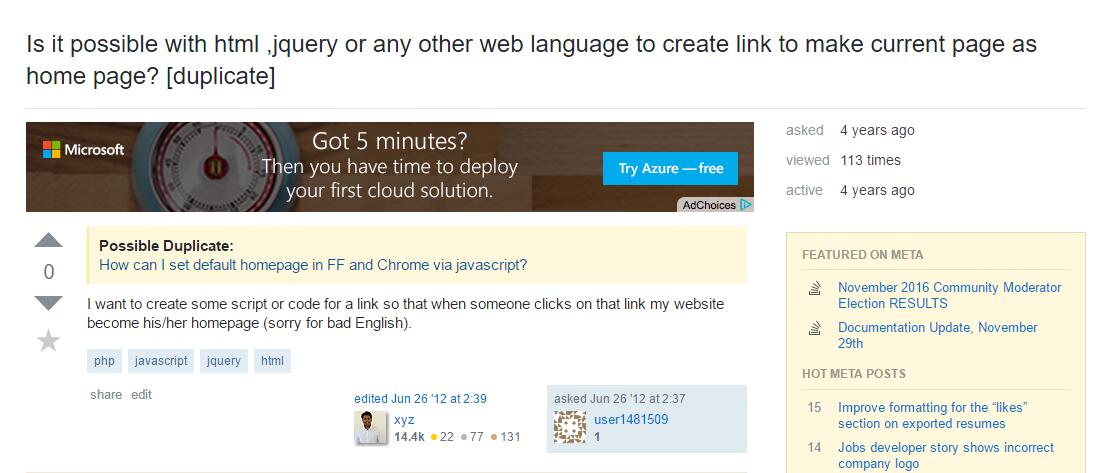 Is it possible with html ,jquery or any other web language to create link to make current page as
home page? [duplicate]
Microsoft
Got 5 minutes?
Then you have time to deploy
your first cloud solution.
Try Azure — free
AdChoices
asked 4 years ago
viewed 113 times
active 4 years ago
0
Possible Duplicate:
How can I set default homepage in FF and Chrome via javascript?
I want to create some script or code for a link so that when someone clicks on that link my website
become his/her homepage (sorry for bad English).
php javascript jquery html
share edit
edited Jun 26 '12 at 2:39
xyz
14.4k 22 77 131
asked Jun 26 '12 at 2:37
user1481509
1
FEATURED ON META
November 2016 Community Moderator
Election RESULTS
Documentation Update, November
29th
HOT META POSTS
15 Improve formatting for the “likes”
section on exported resumes
14 Jobs developer story shows incorrect
company logo